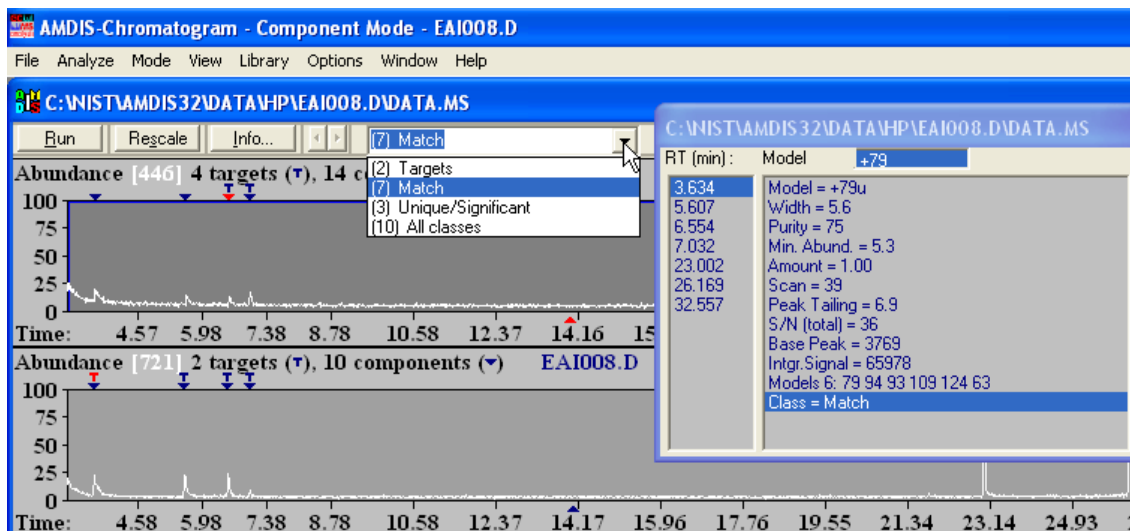 AMDIS-Chromatogram - Component Mode - EAI008.D
File Analyze Mode View Library Options Window Help
C:\NIST\AMDIS32\DATA\HP\EAI008.D\DATA.MS
Run Rescale Info... (7) Match
(2) Targets
(7) Match
(3) Unique/Significant
(10) All classes
Abundance [446] 4 targets (T), 14 c
100
75
50
25
0
Time: 4.57 5.98 7.38 8.78 10.58 12.37 14.16 15
Abundance [721] 2 targets (T), 10 components (▼) EAI008.D
100
75
50
25
0
Time: 4.58 5.98 7.38 8.78 10.58 12.37 14.17 15.96 17.76 19.55 21.34 23.14 24.93
C:\NIST\AMDIS32\DATA\HP\EAI008.D\DATA.MS
RT (min) : Model +79
3.634
5.607
6.554
7.032
23.002
26.169
32.557
Model = +79u
Width = 5.6
Purity = 75
Min. Abund. = 5.3
Amount = 1.00
Scan = 39
Peak Tailing = 6.9
S/N (total) = 36
Base Peak = 3769
Intgr.Signal = 65978
Models 6: 79 94 93 109 124 63
Class = Match